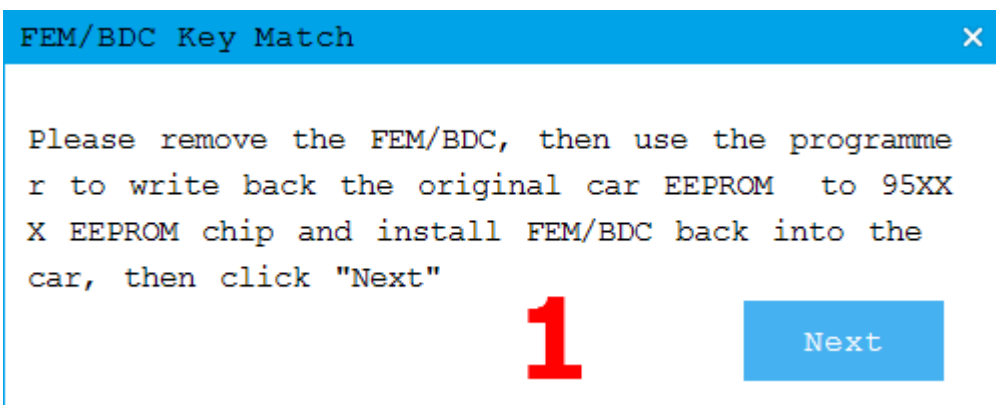 FEM/BDC Key Match
Please remove the FEM/BDC, then use the programme
r to write back the original car EEPROM  to 95XX
X EEPROM chip and install FEM/BDC back into the
car, then click "Next"
1
Next